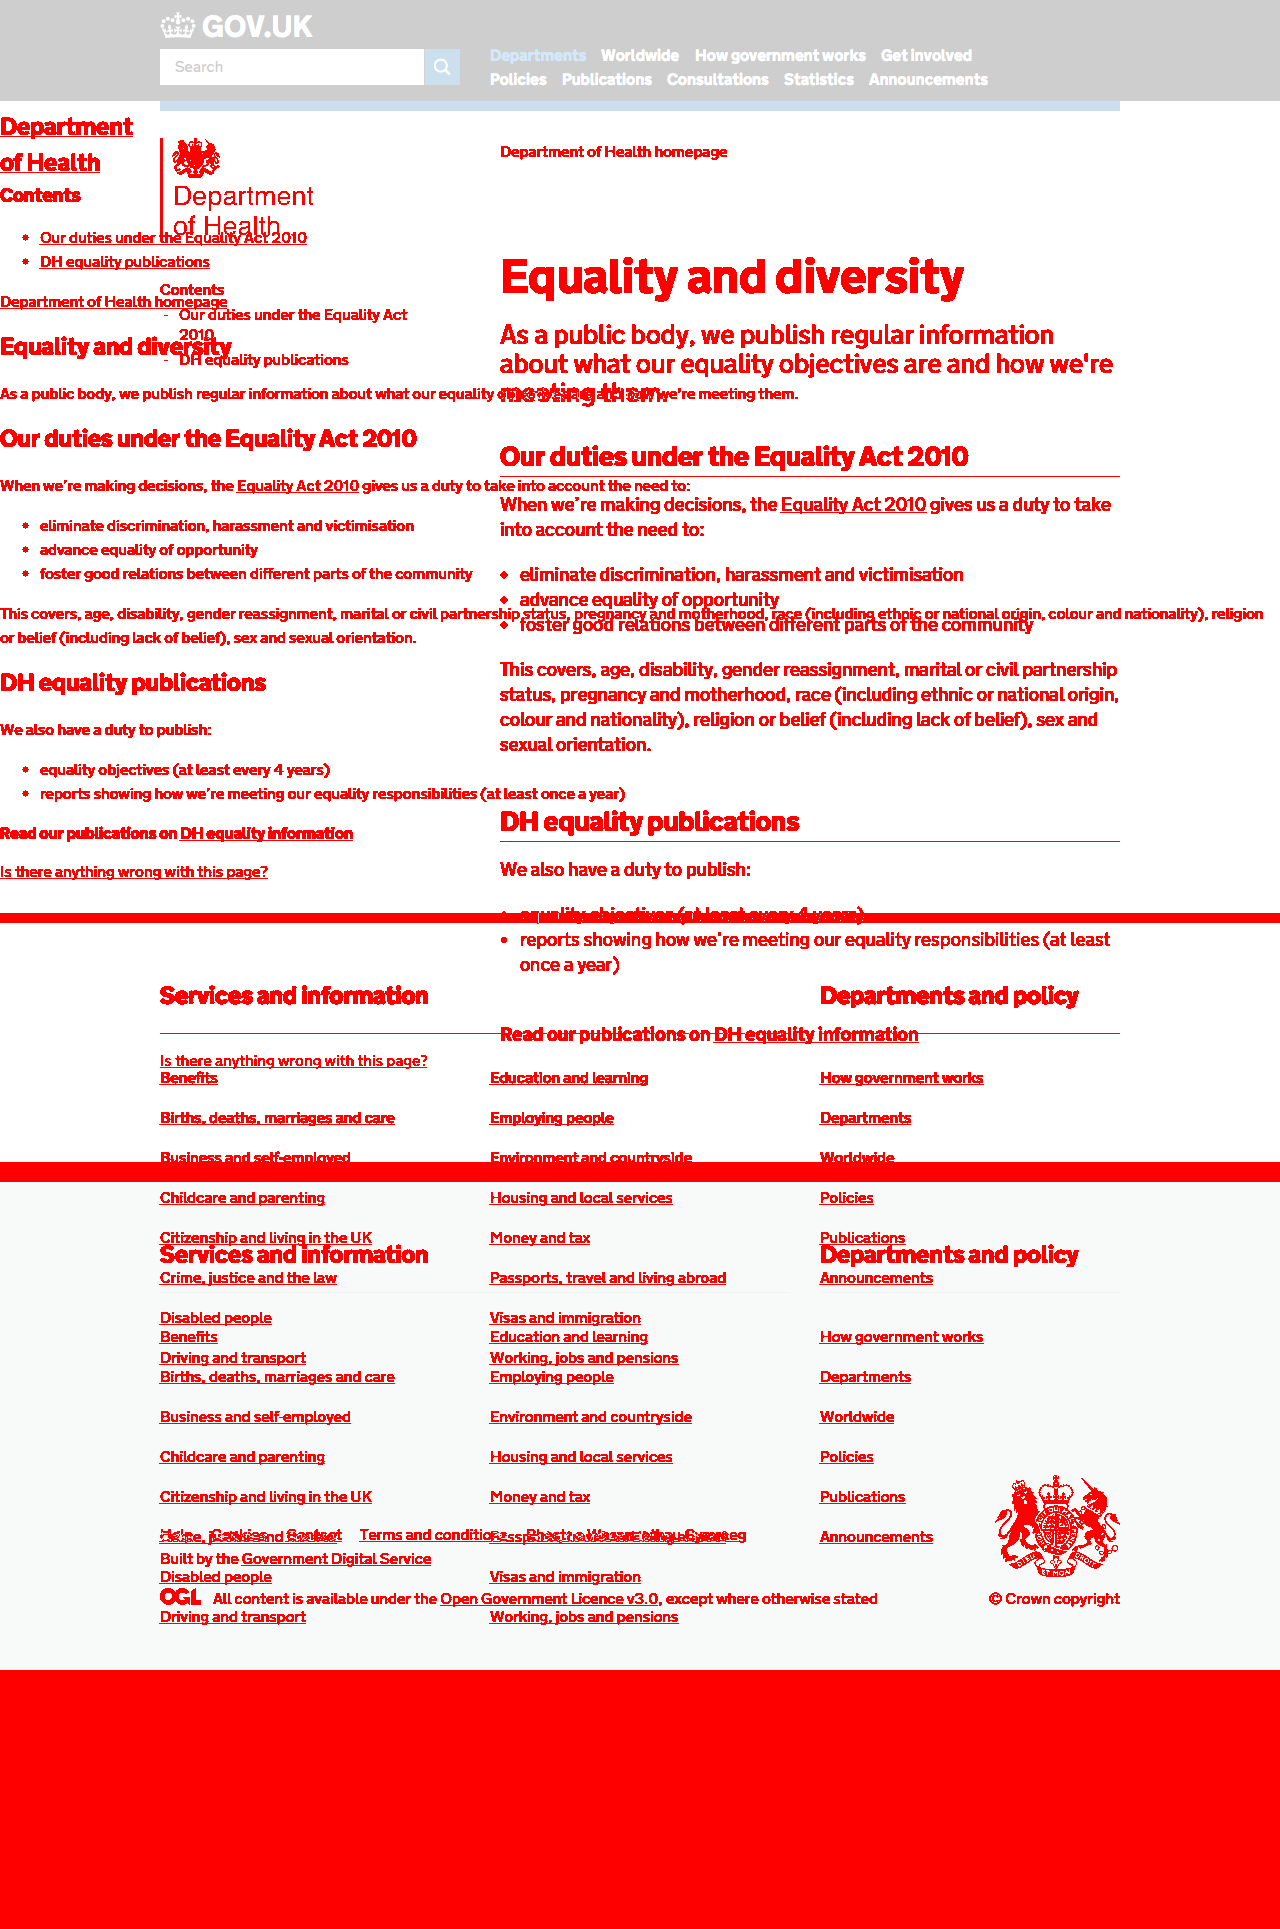 GOV.UK
Search
Departments Worldwide How government works Get involved
Policies Publications Consultations Statistics Announcements
Department
of Health
Department of Health homepage
Contents
Department
of Health
Our duties under the Equality Act 2010
DH equality publications
Equality and diversity
Contents
Department of Health homepage
- Our duties under the Equality Act
2010
As a public body, we publish regular information
about what our equality objectives are and how we're
meeting them.
Equality and diversity
- DH equality publications
As a public body, we publish regular information about what our equality objectives are and how we're meeting them.
Our duties under the Equality Act 2010
Our duties under the Equality Act 2010
When we're making decisions, the Equality Act 2010 gives us a duty to take into account the need to:
When we're making decisions, the Equality Act 2010 gives us a duty to take
into account the need to:
eliminate discrimination, harassment and victimisation
advance equality of opportunity
foster good relations between different parts of the community
eliminate discrimination, harassment and victimisation
advance equality of opportunity
foster good relations between different parts of the community
This covers, age, disability, gender reassignment, marital or civil partnership status, pregnancy and motherhood, race (including ethnic or national origin, colour and nationality), religion
or belief (including lack of belief), sex and sexual orientation.
This covers, age, disability, gender reassignment, marital or civil partnership
status, pregnancy and motherhood, race (including ethnic or national origin,
colour and nationality), religion or belief (including lack of belief), sex and
sexual orientation.
DH equality publications
We also have a duty to publish:
equality objectives (at least every 4 years)
reports showing how we're meeting our equality responsibilities (at least once a year)
Read our publications on DH equality information
Is there anything wrong with this page?
DH equality publications
We also have a duty to publish:
equality objectives (at least every 4 years)
reports showing how we're meeting our equality responsibilities (at least
once a year)
Read our publications on DH equality information
Is there anything wrong with this page?
Services and information Departments and policy
Benefits Education and learning How government works
Births, deaths, marriages and care Employing people Departments
Business and self-employed Environment and countryside Worldwide
Childcare and parenting Housing and local services Policies
Citizenship and living in the UK Money and tax Publications
Crime, justice and the law Passports, travel and living abroad Announcements
Disabled people Visas and immigration
Driving and transport Working, jobs and pensions
Services and information Departments and policy
Benefits Education and learning How government works
Births, deaths, marriages and care Employing people Departments
Business and self-employed Environment and countryside Worldwide
Childcare and parenting Housing and local services Policies
Citizenship and living in the UK Money and tax Publications
Announcements
Disabled people Visas and immigration
Driving and transport Working, jobs and pensions
Cookies Contact Terms and conditions
Built by the Government Digital Service
OGL All content is available under the Open Government Licence v3.0, except where otherwise stated
© Crown copyright